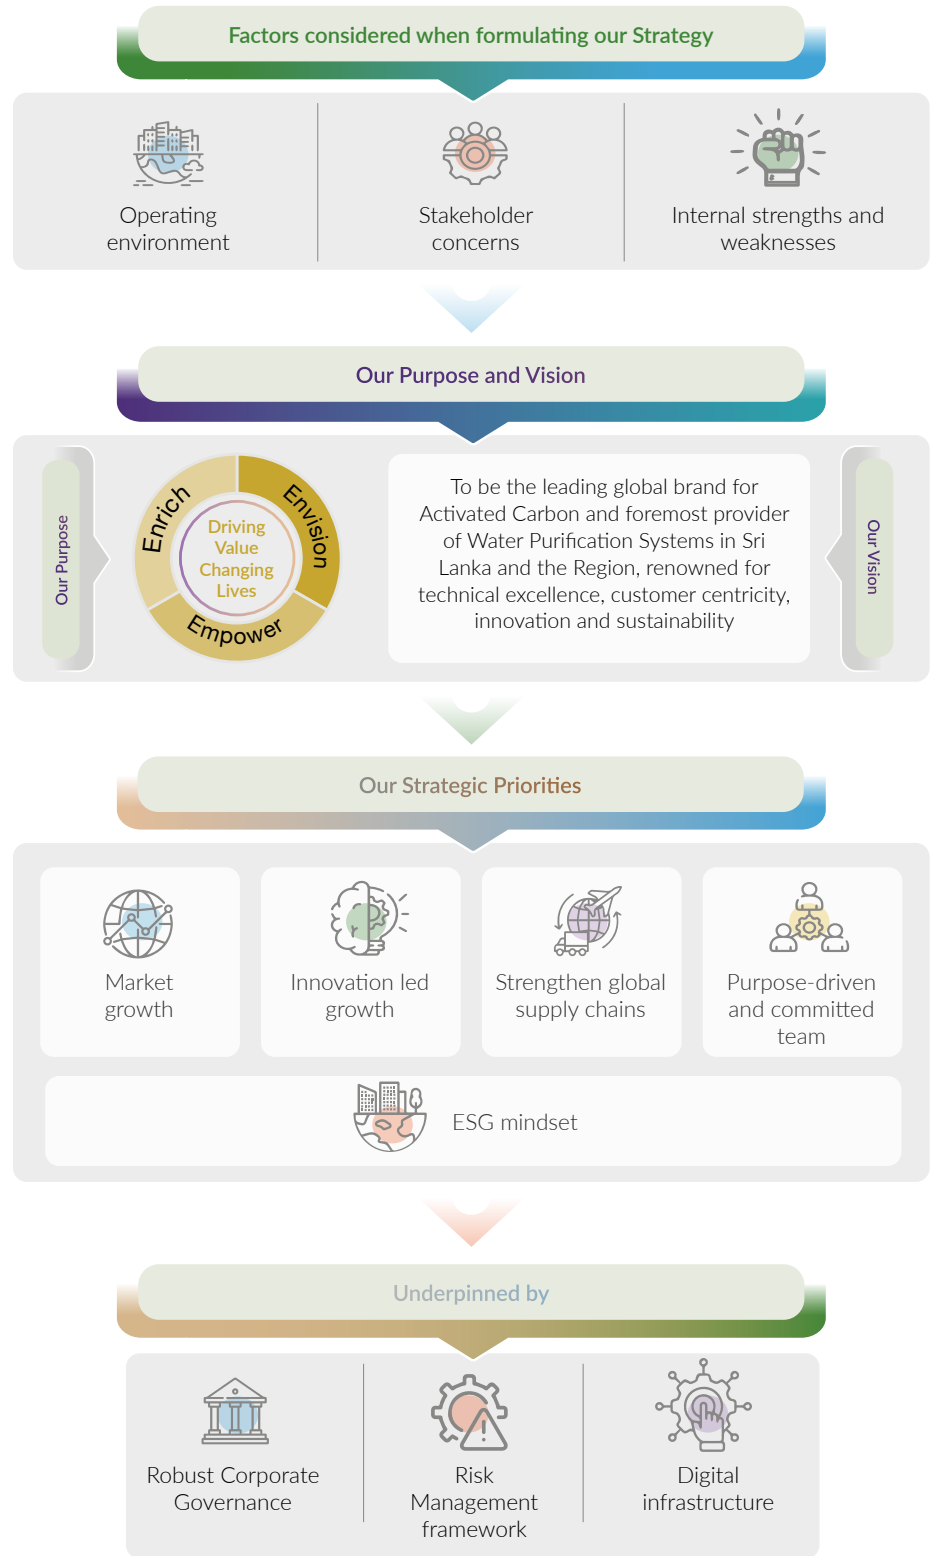 Factors considered when formulating our Strategy
Operating
environment
Stakeholder
concerns
Internal strengths and
weaknesses
Our Purpose and Vision
Our Purpose
Enrich
Envision
Empower
Driving
Value
Changing
Lives
To be the leading global brand for
Activated Carbon and foremost provider
of Water Purification Systems in Sri
Lanka and the Region, renowned for
technical excellence, customer centricity,
innovation and sustainability
Our Vision
Our Strategic Priorities
Market
growth
Innovation led
growth
Strengthen global
supply chains
Purpose-driven
and committed
team
ESG mindset
Underpinned by
Robust Corporate
Governance
Risk
Management
framework
Digital
infrastructure